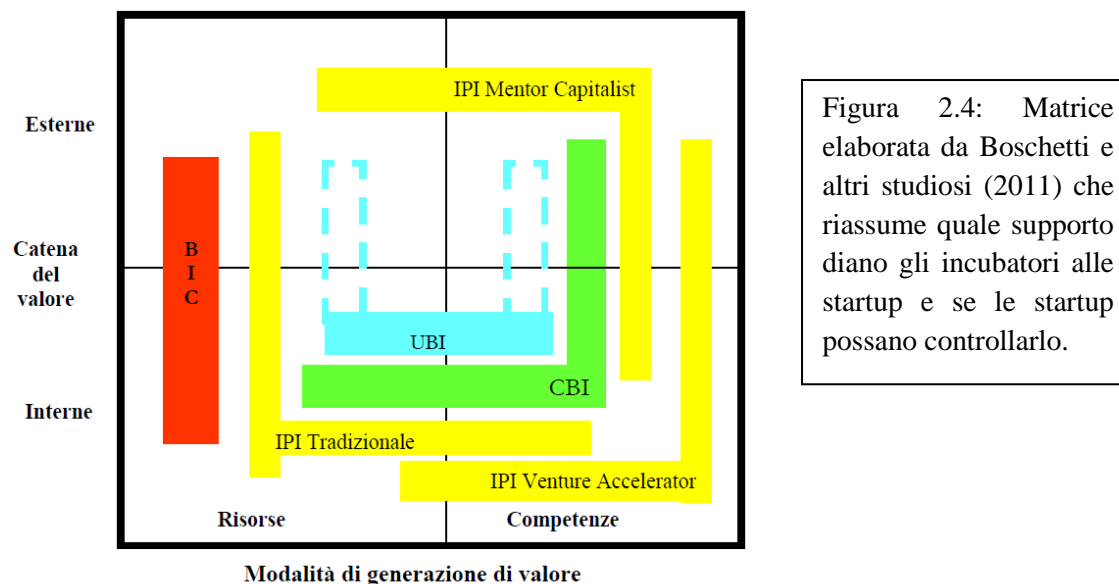 Esterne
Catena
del
valore
Interne
IPI Mentor Capitalist
B
I
C
UBI
CBI
IPI Tradizionale
IPI Venture Accelerator
Risorse
Competenze
Modalità di generazione di valore
Figura 2.4: Matrice
elaborata da Boschetti e
altri studiosi (2011) che
riassume quale supporto
diano gli incubatori alle
startup e se le startup
possano controllarlo.